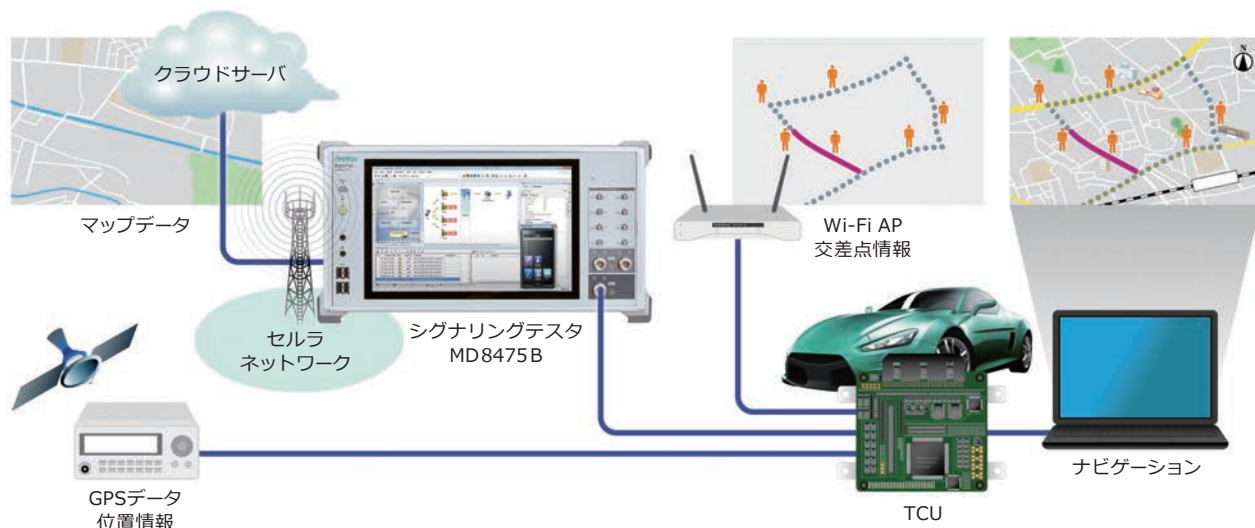 クラウドサーバ
マップデータ
セルラ
ネットワーク
シグナリングテスタ
MD8475B
Wi-Fi AP
交差点情報
N
GPSデータ
位置情報
TCU
ナビゲーション